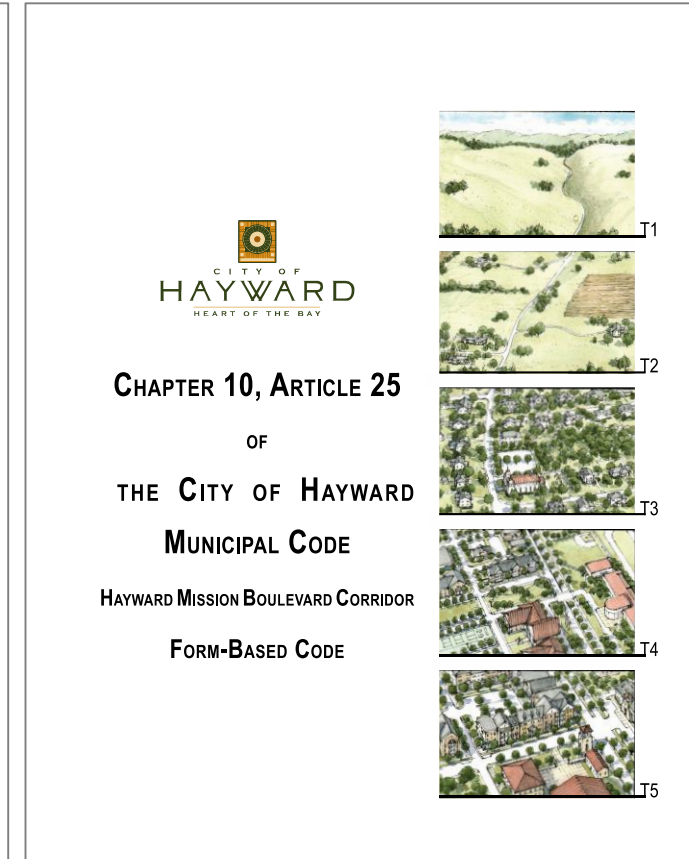 CITY OF
HAYWARD
HEART OF THE BAY
CHAPTER 10, ARTICLE 25
OF
THE CITY OF HAYWARD
MUNICIPAL CODE
HAYWARD MISSION BOULEVARD CORRIDOR
FORM-BASED CODE
T1
T2
T3
T4
T5